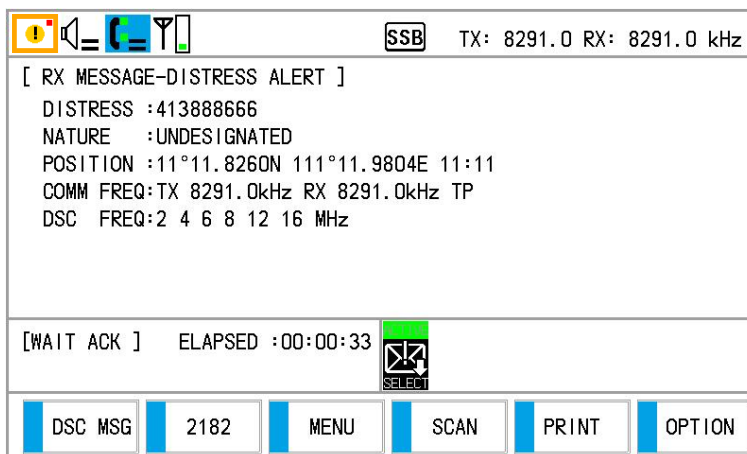 SSB TX: 8291.0 RX: 8291.0 kHz
[ RX MESSAGE-DISTRESS ALERT ]
DISTRESS :413888666
NATURE :UNDESIGNATED
POSITION :11°11.8260N 111°11.9804E 11:11
COMM FREQ:TX 8291.0kHz RX 8291.0kHz TP
DSC FREQ:2 4 6 8 12 16 MHz
[WAIT ACK ] ELAPSED :00:00:33
SELECT
DSC MSG 2182 MENU SCAN PRINT OPTION